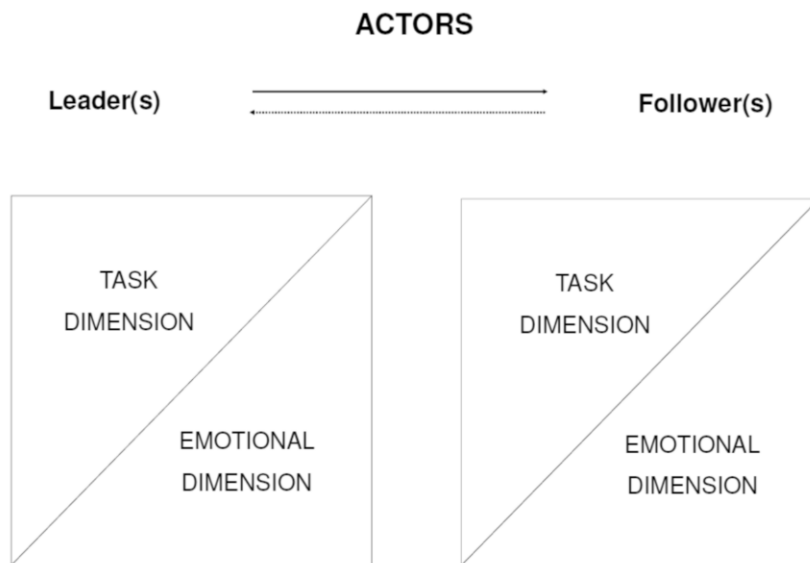 ACTORS
Leader(s) Follower(s)
TASK
DIMENSION
EMOTIONAL
DIMENSION
TASK
DIMENSION
EMOTIONAL
DIMENSION